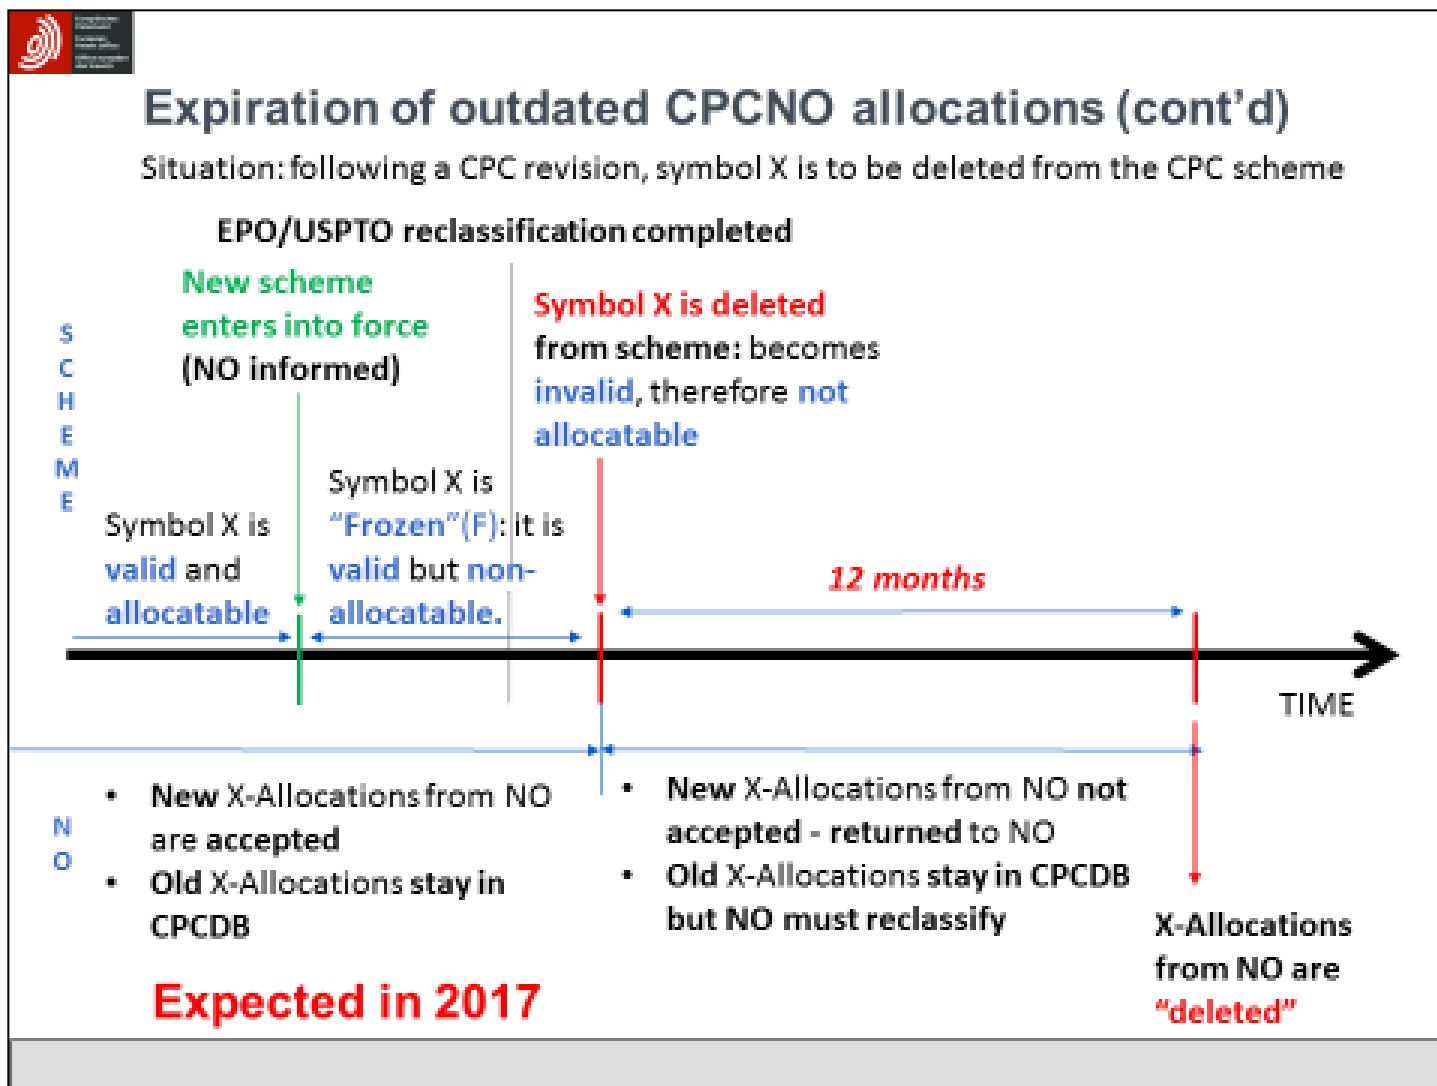 Expiration of outdated CPCNO allocations (cont'd)
Situation: following a CPC revision, symbol X is to be deleted from the CPC scheme
EPO/USPTO reclassification completed
New scheme
enters into force
(NO informed)
Symbol X is deleted
from scheme: becomes
invalid, therefore not
allocatable
SCHEME
Symbol X is
valid and
allocatable
Symbol X is
“Frozen”(F): it is
valid but non-
allocatable.
12 months
TIME
NO
• New X-Allocations from NO
are accepted
• Old X-Allocations stay in
CPCDB
• New X-Allocations from NO not
accepted - returned to NO
• Old X-Allocations stay in CPCDB
but NO must reclassify
X-Allocations
from NO are
“deleted”
Expected in 2017